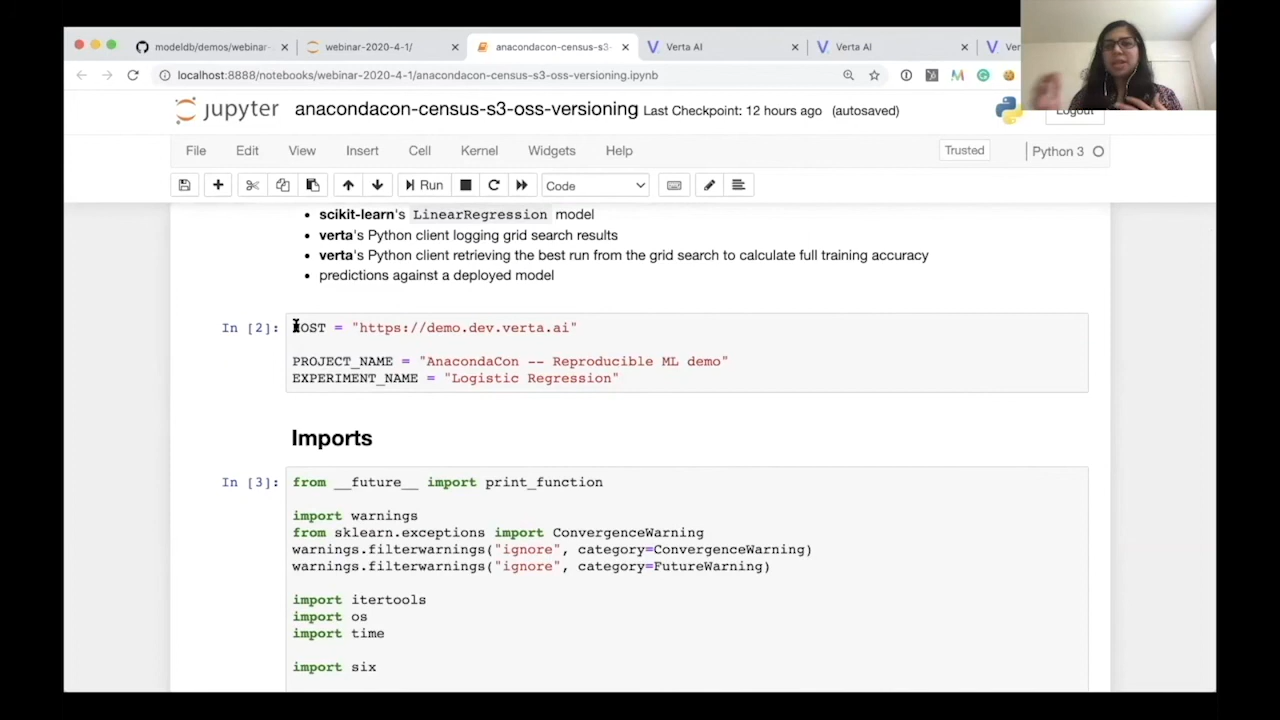 modeldb/demos/webinar-
webinar-2020-4-1/
anacondacon-census-s3-
Verta AI
Verta AI
localhost:8888/notebooks/webinar-2020-4-1/anacondacon-census-s3-oss-versioning.ipynb
jupyter anacondacon-census-s3-oss-versioning Last Checkpoint: 12 hours ago (autosaved)
Logout
File Edit View Insert Cell Kernel Widgets Help Trusted Python 3
Run Code
• scikit-learn's LinearRegression model
• verta's Python client logging grid search results
• verta's Python client retrieving the best run from the grid search to calculate full training accuracy
• predictions against a deployed model
In [2]: HOST = "https://demo.dev.verta.ai"
PROJECT_NAME = "AnacondaCon -- Reproducible ML demo"
EXPERIMENT_NAME = "Logistic Regression"
Imports
In [3]: from __future__ import print_function
import warnings
from sklearn.exceptions import ConvergenceWarning
warnings.filterwarnings("ignore", category=ConvergenceWarning)
warnings.filterwarnings("ignore", category=FutureWarning)
import itertools
import os
import time
import six